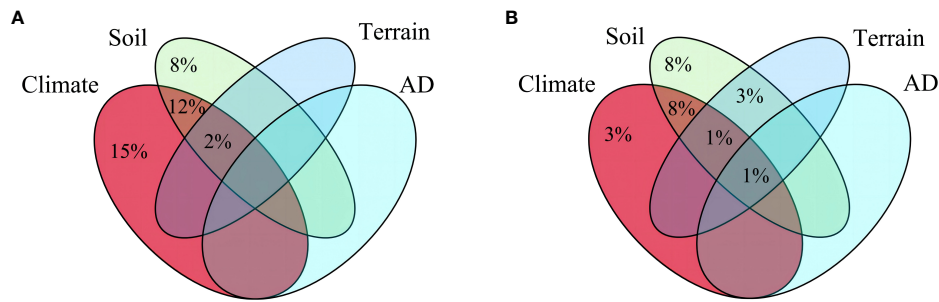 A
Soil
Terrain
Climate
AD
8%
12%
2%
15%
B
Soil
Terrain
Climate
AD
8%
3%
8%
3%
1%
1%